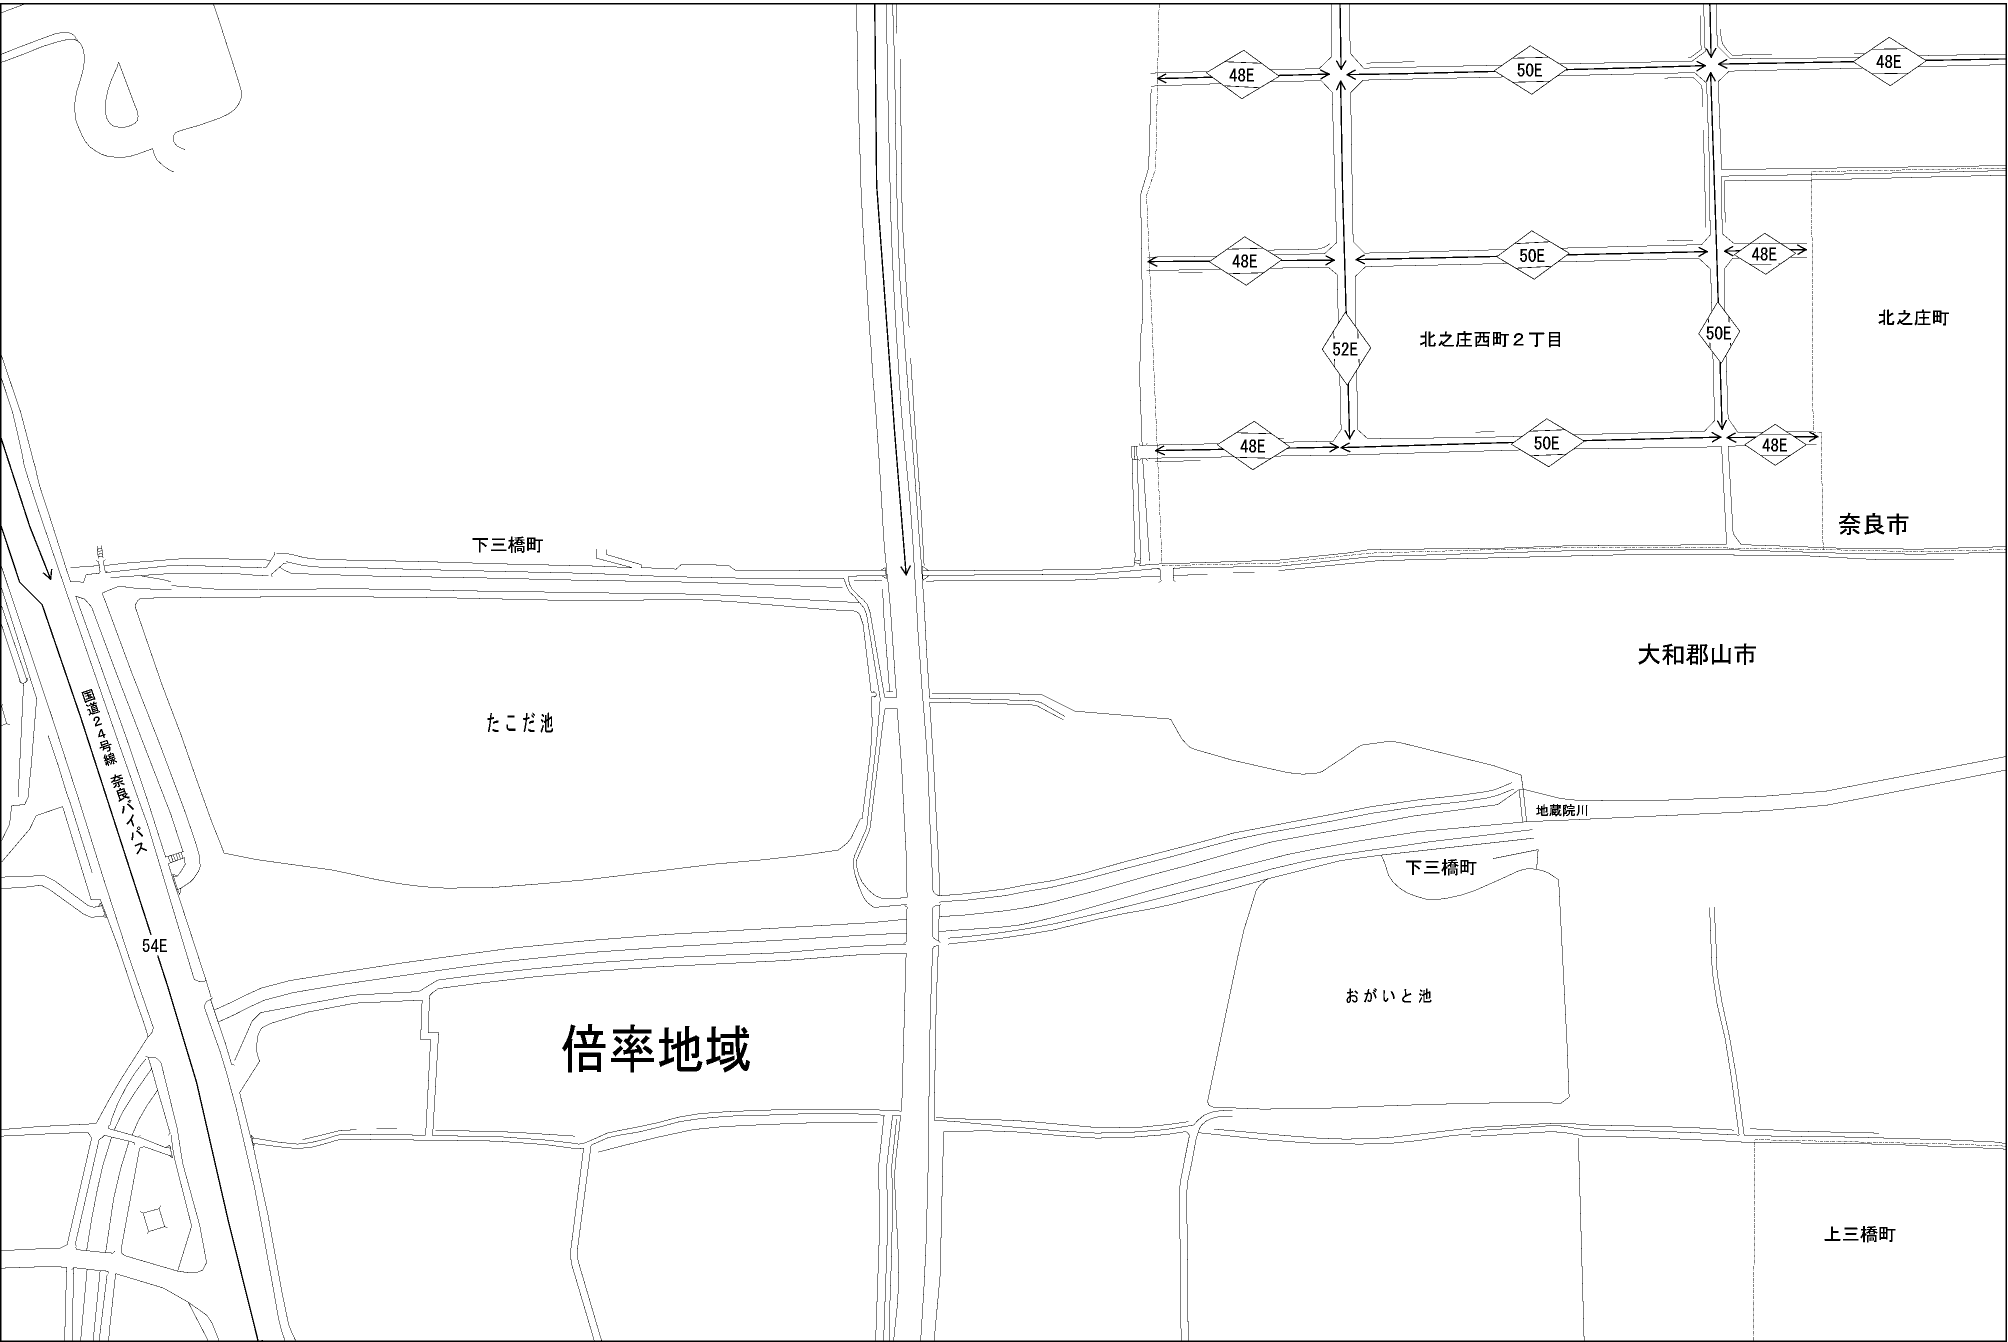 48E
50E
48E
48E
50E
48E
北之庄町
50E
北之庄西町２丁目
52E
48E
50E
48E
奈良市
下三橋町
大和郡山市
たこだ池
国道２４号線 奈良バイパス
地蔵院川
下三橋町
54E
おがいと池
倍率地域
上三橋町